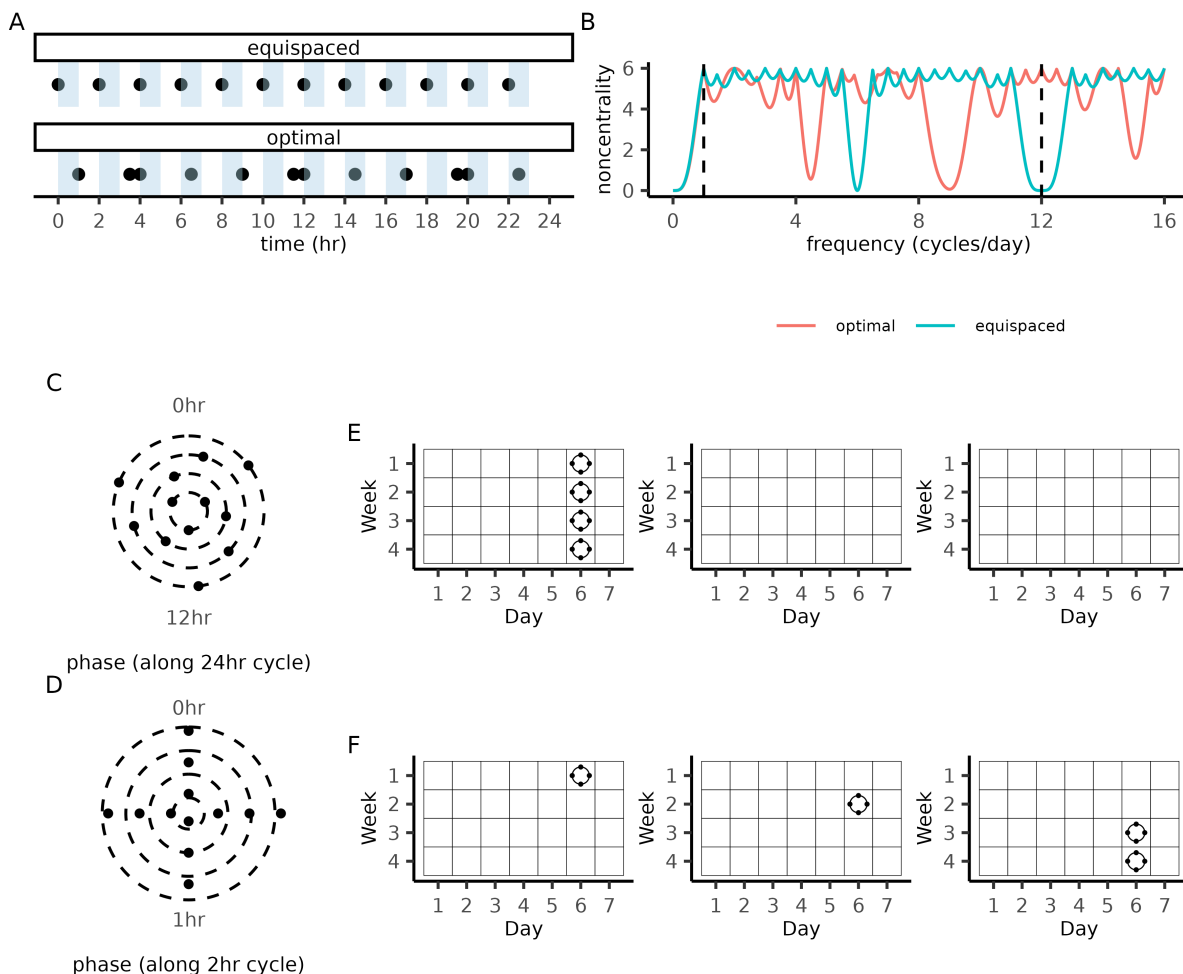 A
equispaced
optimal
0 2 4 6 8 10 12 14 16 18 20 22 24
time (hr)
B
noncentrality
6
4
2
0
0 4 8 12 16
frequency (cycles/day)
optimal equispaced
C
0hr
12hr
phase (along 24hr cycle)
D
0hr
1hr
phase (along 2hr cycle)
E
Week
1
2
3
4
1 2 3 4 5 6 7
Day
Week
1
2
3
4
1 2 3 4 5 6 7
Day
Week
1
2
3
4
1 2 3 4 5 6 7
Day
F
Week
1
2
3
4
1 2 3 4 5 6 7
Day
Week
1
2
3
4
1 2 3 4 5 6 7
Day
Week
1
2
3
4
1 2 3 4 5 6 7
Day